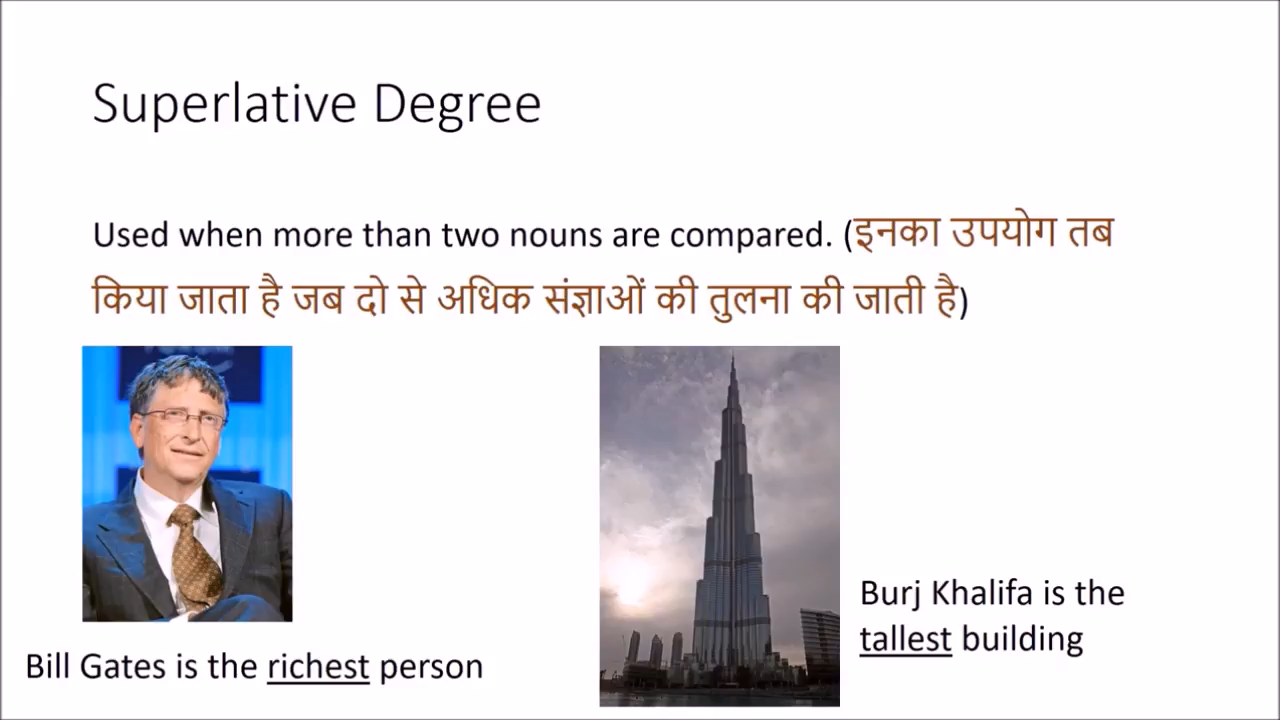 Superlative Degree
Used when more than two nouns are compared. (इनका उपयोग तब
किया जाता है जब दो से अधिक संज्ञाओं की तुलना की जाती है)
Burj Khalifa is the
tallest building
Bill Gates is the richest person